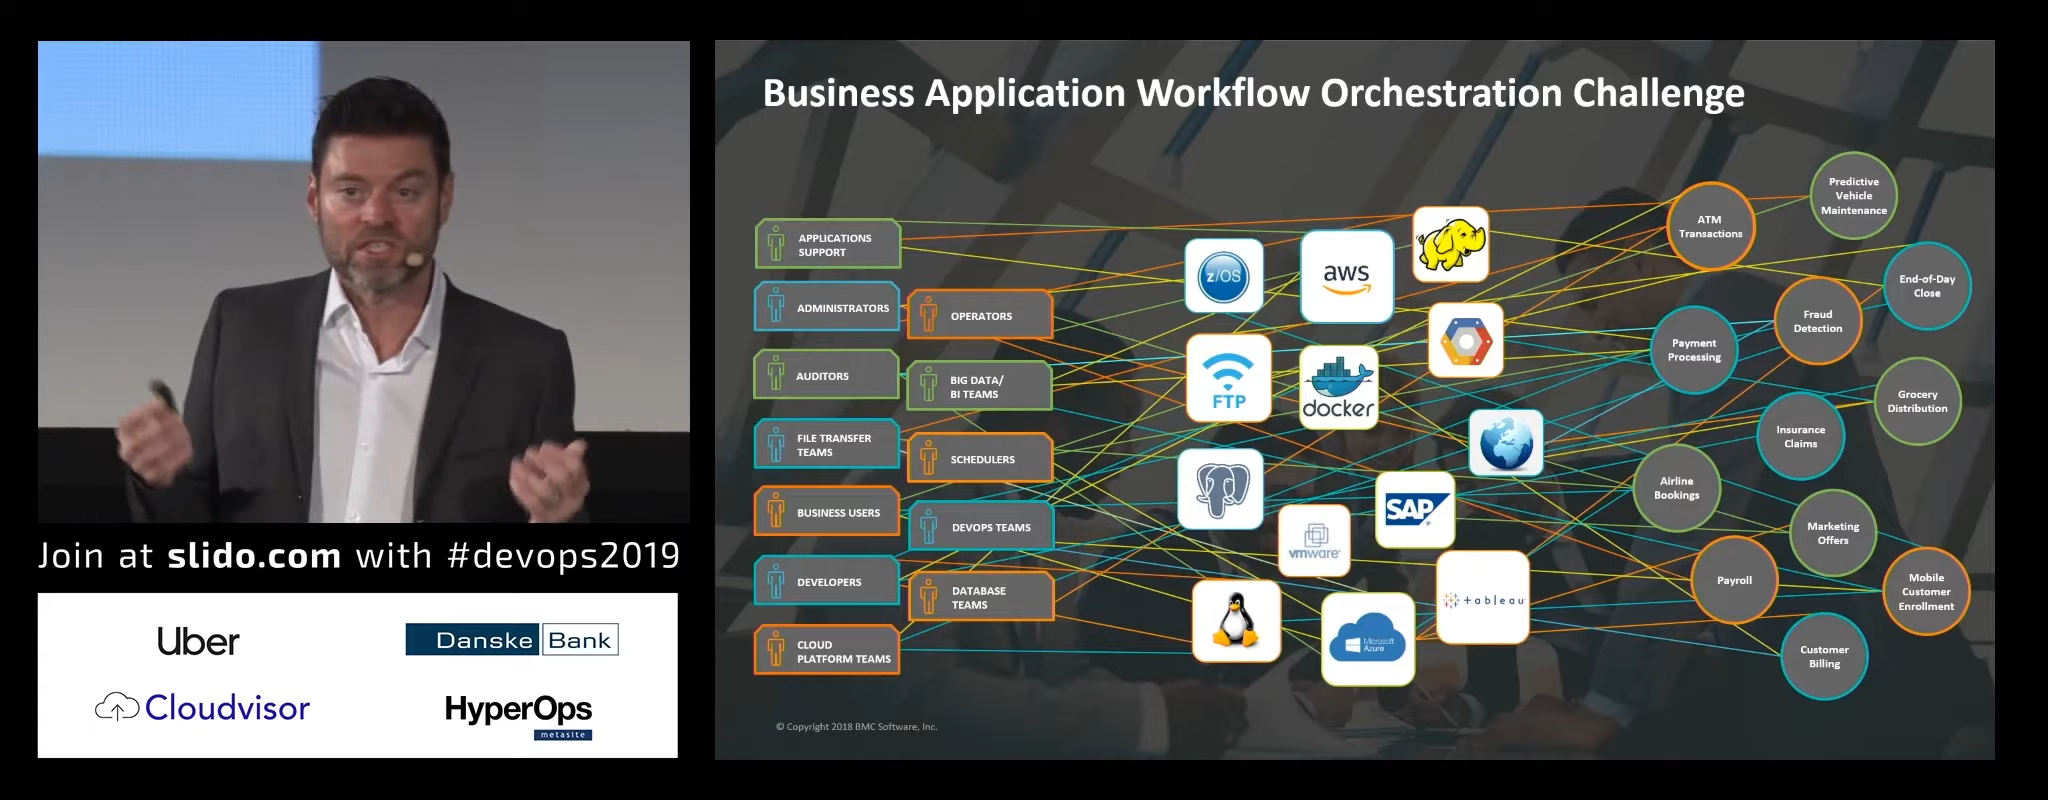 Join at slido.com with #devops2019
Uber
Danske Bank
Cloudvisor
HyperOps
metasite
Business Application Workflow Orchestration Challenge
APPLICATIONS
SUPPORT
ADMINISTRATORS
OPERATORS
AUDITORS
BIG DATA/
BI TEAMS
FILE TRANSFER
TEAMS
SCHEDULERS
BUSINESS USERS
DEVOPS TEAMS
DEVELOPERS
DATABASE
TEAMS
CLOUD
PLATFORM TEAMS
z/OS
aws
FTP
docker
SAP
vmware
Microsoft
Azure
+ableau
ATM
Transactions
Predictive
Vehicle
Maintenance
End-of-Day
Close
Fraud
Detection
Payment
Processing
Grocery
Distribution
Insurance
Claims
Airline
Bookings
Marketing
Offers
Payroll
Mobile
Customer
Enrollment
Customer
Billing
© Copyright 2018 BMC Software, Inc.